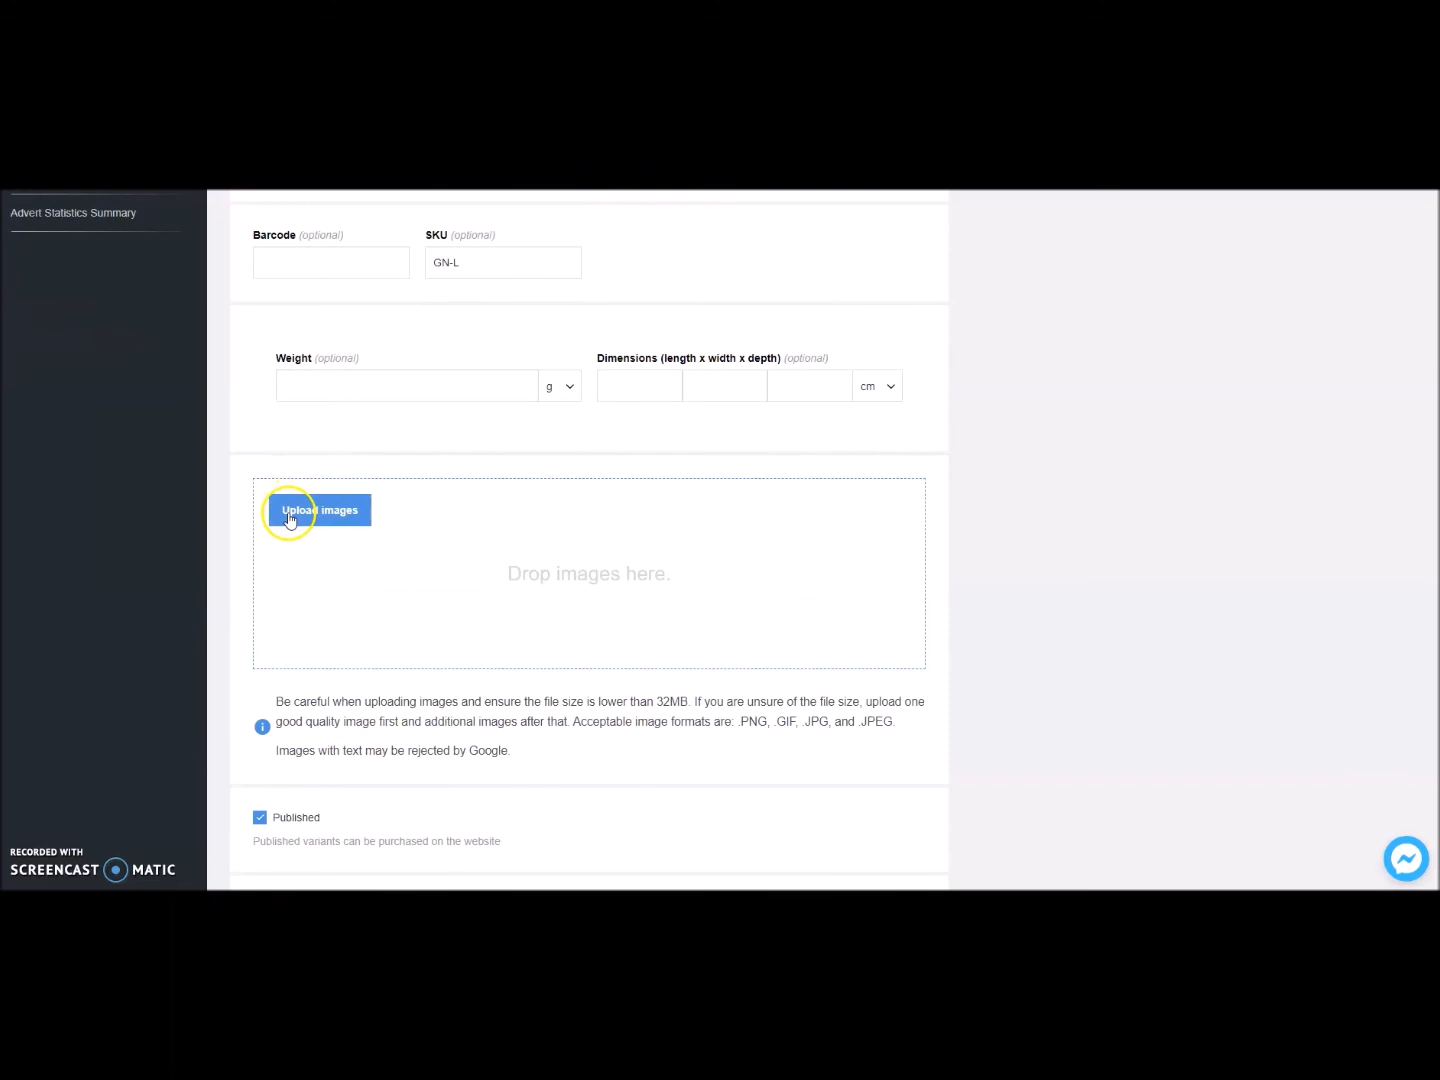 Advert Statistics Summary
Barcode (optional)
SKU (optional)
GN-L
Weight (optional)
Dimensions (length x width x depth) (optional)
g
cm
Upload images
Drop images here.
Be careful when uploading images and ensure the file size is lower than 32MB. If you are unsure of the file size, upload one
good quality image first and additional images after that. Acceptable image formats are: .PNG, .GIF, .JPG, and .JPEG.
Images with text may be rejected by Google.
Published
Published variants can be purchased on the website
RECORDED WITH
SCREENCAST MATIC